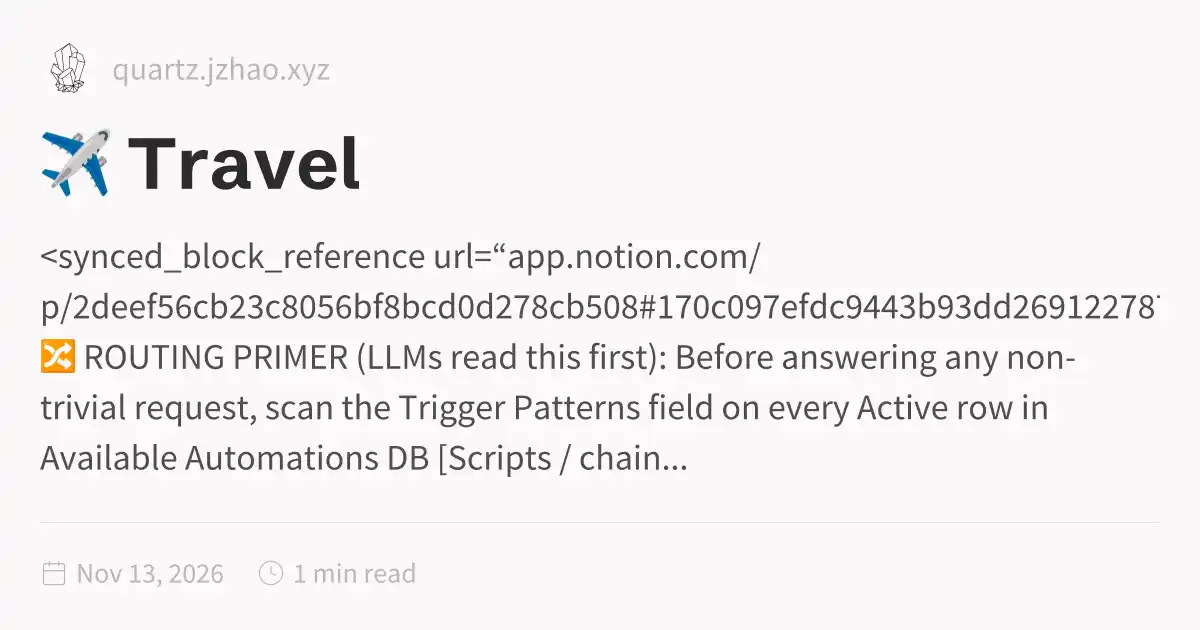 quartz.jzhao.xyz
✈️ Travel
<synced_block_reference url=“app.notion.com/
p/2deef56cb23c8056bf8bcd0d278cb508#170c097efdc9443b93dd26912278
🔀 ROUTING PRIMER (LLMs read this first): Before answering any non-
trivial request, scan the Trigger Patterns field on every Active row in
Available Automations DB [Scripts / chain...
Nov 13, 2026 1 min read